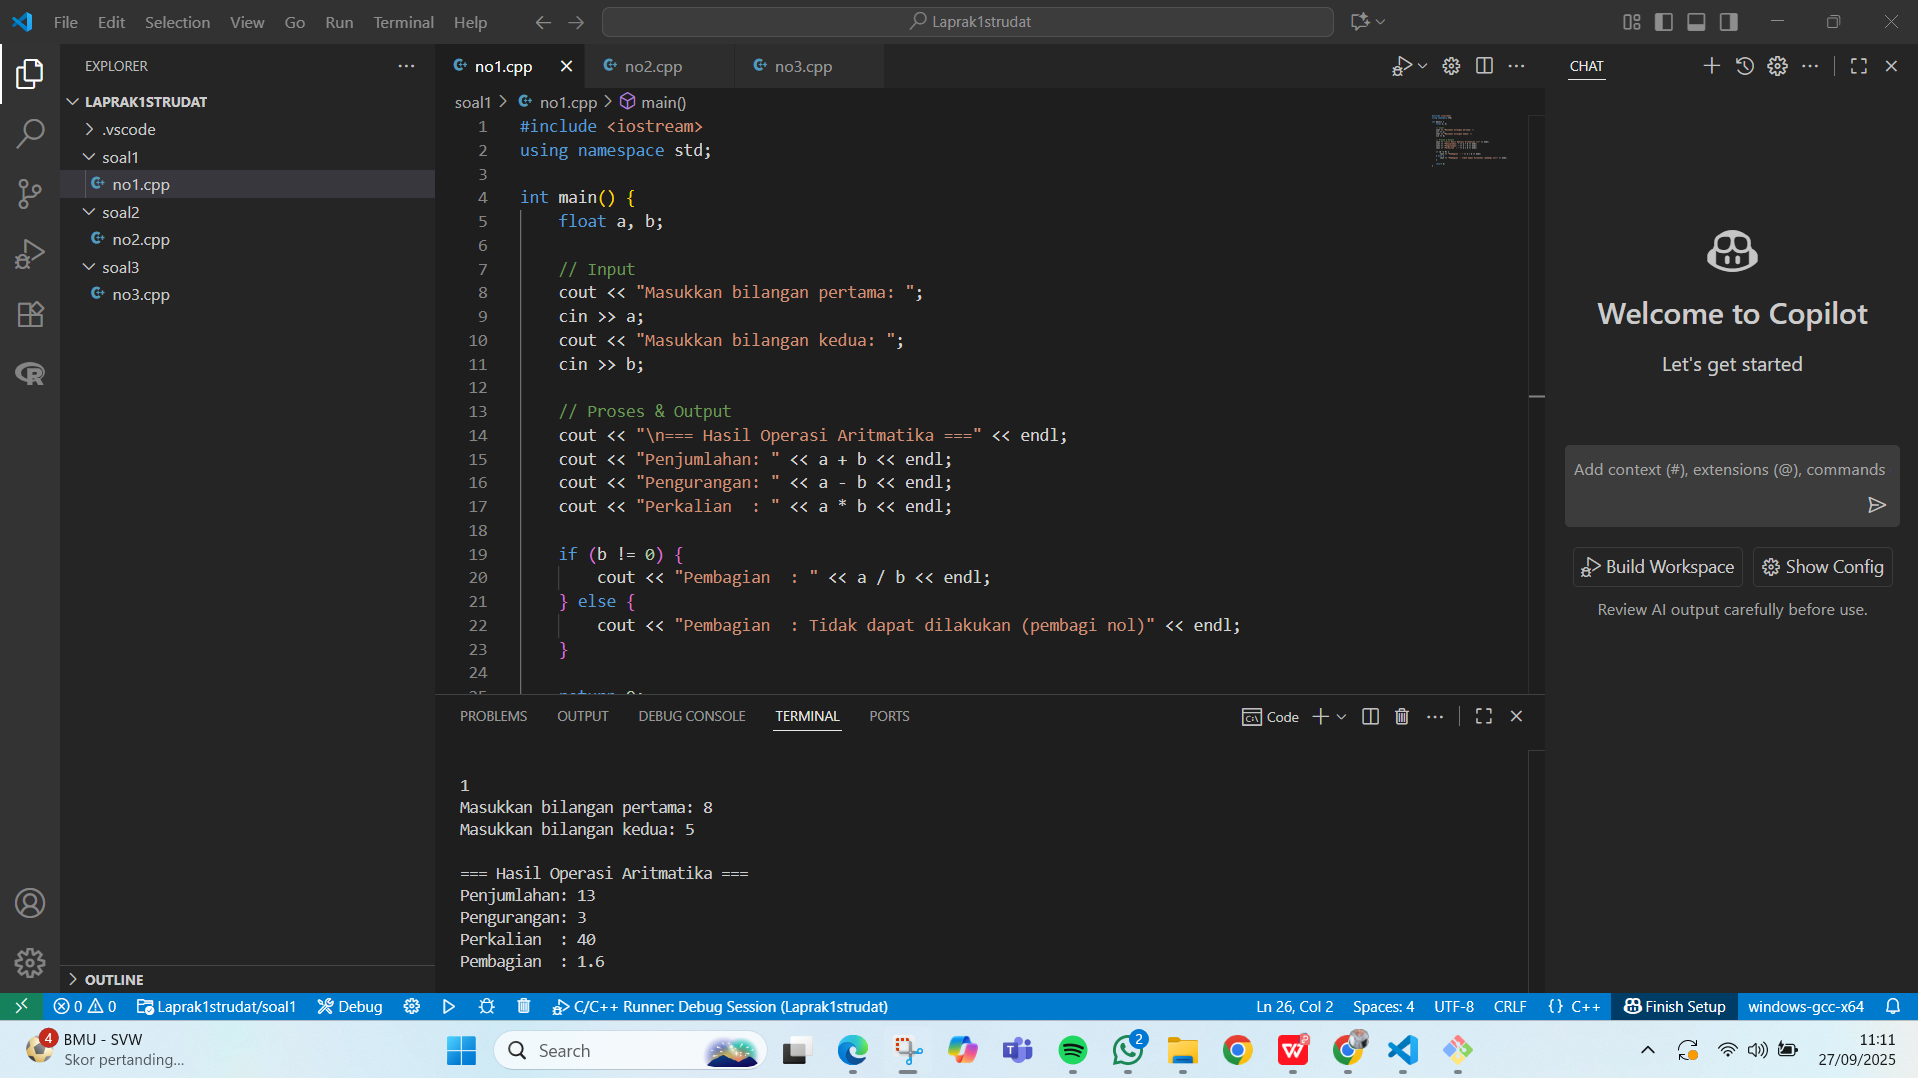 File Edit Selection View Go Run Terminal Help
Laprak1strudat
EXPLORER
LAPRAK1STRUDAT
.vscode
soal1
no1.cpp
soal2
no2.cpp
soal3
no3.cpp
OUTLINE
no1.cpp no2.cpp no3.cpp
soal1 > no1.cpp > main()
1 #include <iostream>
2 using namespace std;
3
4 int main() {
5 float a, b;
6
7 // Input
8 cout << "Masukkan bilangan pertama: ";
9 cin >> a;
10 cout << "Masukkan bilangan kedua: ";
11 cin >> b;
12
13 // Proses & Output
14 cout << "\n=== Hasil Operasi Aritmatika ===" << endl;
15 cout << "Penjumlahan: " << a + b << endl;
16 cout << "Pengurangan: " << a - b << endl;
17 cout << "Perkalian  : " << a * b << endl;
18
19 if (b != 0) {
20 cout << "Pembagian  : " << a / b << endl;
21 } else {
22 cout << "Pembagian  : Tidak dapat dilakukan (pembagi nol)" << endl;
23 }
24
25 return 0;
PROBLEMS OUTPUT DEBUG CONSOLE TERMINAL PORTS
Code
1
Masukkan bilangan pertama: 8
Masukkan bilangan kedua: 5
=== Hasil Operasi Aritmatika ===
Penjumlahan: 13
Pengurangan: 3
Perkalian  : 40
Pembagian  : 1.6
CHAT
Welcome to Copilot
Let's get started
Add context (#), extensions (@), commands
Build Workspace Show Config
Review AI output carefully before use.
0 0 Laprak1strudat/soal1 Debug C/C++ Runner: Debug Session (Laprak1strudat) Ln 26, Col 2 Spaces: 4 UTF-8 CRLF {} C++ Finish Setup windows-gcc-x64
4
BMU - SVW
Skor pertanding...
Search
2
11:11
27/09/2025